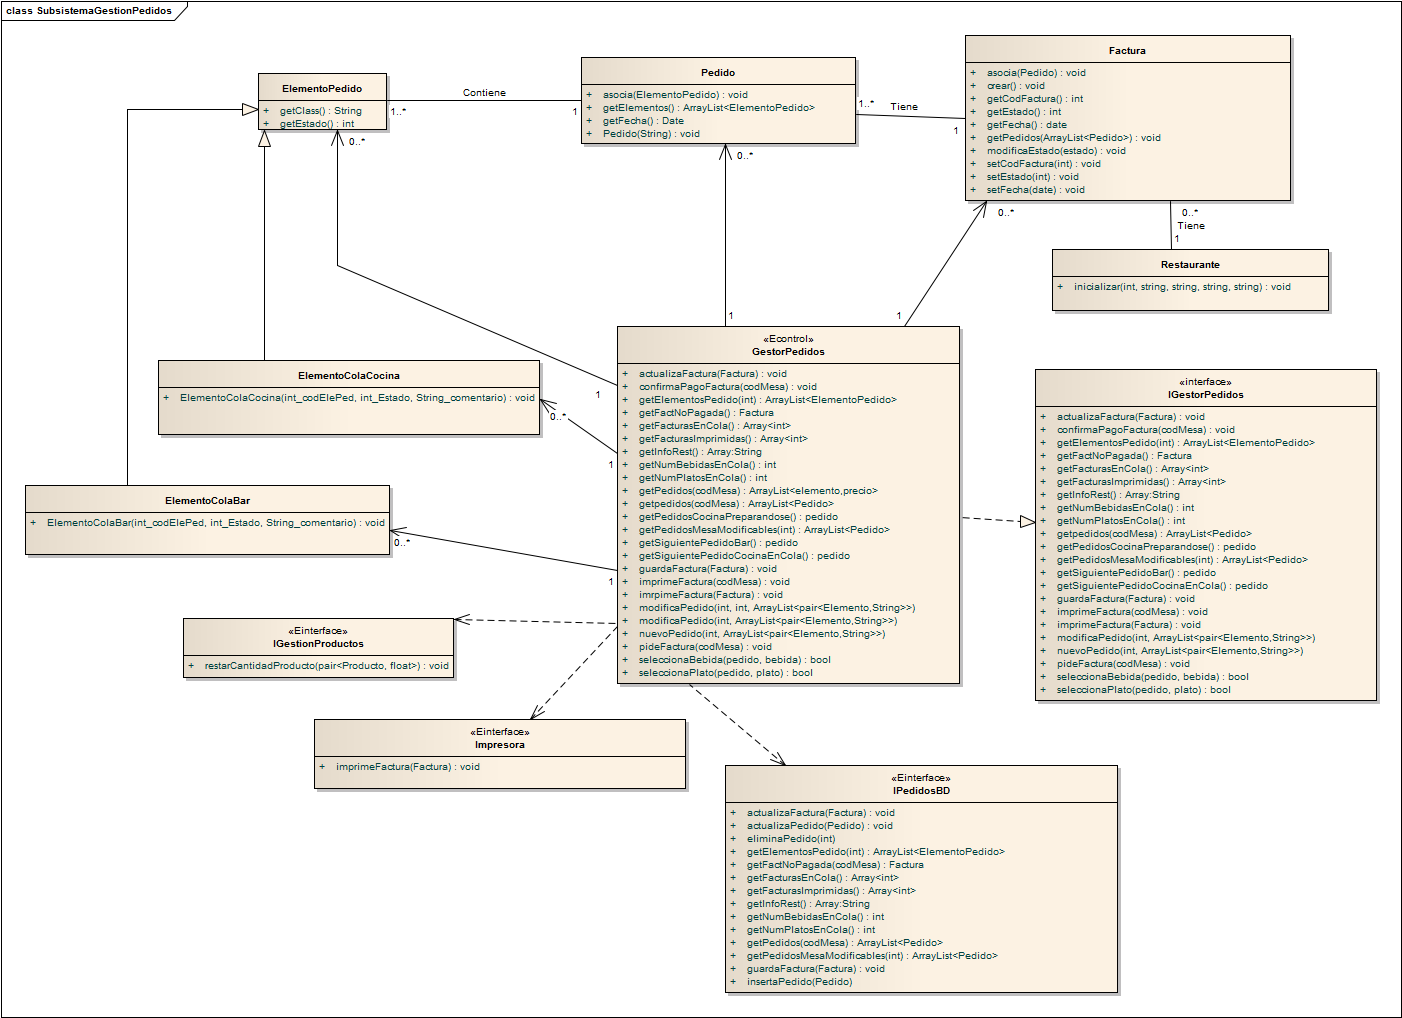 class SubsistemaGestionPedidos
ElementoPedido
+ getClass() : String
+ getEstado() : int
Contiene
1..*
1
0..*
Pedido
+ asocia(ElementoPedido) : void
+ getElementos() : ArrayList<ElementoPedido>
+ getFecha() : Date
+ Pedido(String) : void
1..*
Tiene
1
0..*
Factura
+ asocia(Pedido) : void
+ crear() : void
+ getCodFactura() : int
+ getEstado() : int
+ getFecha() : date
+ getPedidos(ArrayList<Pedido>) : void
+ modificaEstado(estado) : void
+ setCodFactura(int) : void
+ setEstado(int) : void
+ setFecha(date) : void
0..*
0..*
Tiene
1
Restaurante
+ inicializar(int, string, string, string, string) : void
1
1
«Econtrol»
GestorPedidos
+ actualizaFactura(Factura) : void
+ confirmaPagoFactura(codMesa) : void
+ getElementosPedido(int) : ArrayList<ElementoPedido>
+ getFactNoPagada() : Factura
+ getFacturasEnCola() : Array<int>
+ getFacturasImprimidas() : Array<int>
+ getInfoRest() : Array:String
+ getNumBebidasEnCola() : int
+ getNumPlatosEnCola() : int
+ getPedidos(codMesa) : ArrayList<elemento,precio>
+ getpedidos(codMesa) : ArrayList<Pedido>
+ getPedidosCocinaPreparandose() : pedido
+ getPedidosMesaModificables(int) : ArrayList<Pedido>
+ getSiguientePedidoBar() : pedido
+ getSiguientePedidoCocinaEnCola() : pedido
+ guardaFactura(Factura) : void
+ imprimeFactura(codMesa) : void
+ imrpimeFactura(Factura) : void
+ modificaPedido(int, int, ArrayList<pair<Elemento,String>>)
+ modificaPedido(int, ArrayList<pair<Elemento,String>>)
+ nuevoPedido(int, ArrayList<pair<Elemento,String>>)
+ pideFactura(codMesa) : void
+ seleccionaBebida(pedido, bebida) : bool
+ seleccionaPlato(pedido, plato) : bool
1
1
1
ElementoColaCocina
+ ElementoColaCocina(int_codElePed, int_Estado, String_comentario) : void
0..*
ElementoColaBar
+ ElementoColaBar(int_codElePed, int_Estado, String_comentario) : void
0..*
«interface»
IGestorPedidos
+ actualizaFactura(Factura) : void
+ confirmaPagoFactura(codMesa) : void
+ getElementosPedido(int) : ArrayList<ElementoPedido>
+ getFactNoPagada() : Factura
+ getFacturasEnCola() : Array<int>
+ getFacturasImprimidas() : Array<int>
+ getInfoRest() : Array:String
+ getNumBebidasEnCola() : int
+ getNumPlatosEnCola() : int
+ getpedidos(codMesa) : ArrayList<Pedido>
+ getPedidosCocinaPreparandose() : pedido
+ getPedidosMesaModificables(int) : ArrayList<Pedido>
+ getSiguientePedidoBar() : pedido
+ getSiguientePedidoCocinaEnCola() : pedido
+ guardaFactura(Factura) : void
+ imprimeFactura(codMesa) : void
+ imprimeFactura(Factura) : void
+ modificaPedido(int, ArrayList<pair<Elemento,String>>)
+ nuevoPedido(int, ArrayList<pair<Elemento,String>>)
+ pideFactura(codMesa) : void
+ seleccionaBebida(pedido, bebida) : bool
+ seleccionaPlato(pedido, plato) : bool
«Einterface»
IGestionProductos
+ restarCantidadProducto(pair<Producto, float>) : void
«Einterface»
Impresora
+ imprimeFactura(Factura) : void
«Einterface»
IPedidosBD
+ actualizaFactura(Factura) : void
+ actualizaPedido(Pedido) : void
+ eliminaPedido(int)
+ getElementosPedido(int) : ArrayList<ElementoPedido>
+ getFactNoPagada(codMesa) : Factura
+ getFacturasEnCola() : Array<int>
+ getFacturasImprimidas() : Array<int>
+ getInfoRest() : Array:String
+ getNumBebidasEnCola() : int
+ getNumPlatosEnCola() : int
+ getPedidos(codMesa) : ArrayList<Pedido>
+ getPedidosMesaModificables(int) : ArrayList<Pedido>
+ guardaFactura(Factura) : void
+ insertaPedido(Pedido)